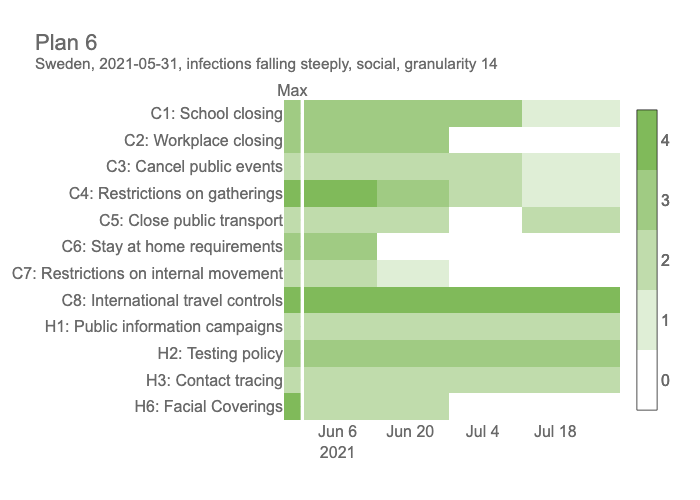 Plan 6
Sweden, 2021-05-31, infections falling steeply, social, granularity 14
Max
C1: School closing
C2: Workplace closing
C3: Cancel public events
C4: Restrictions on gatherings
C5: Close public transport
C6: Stay at home requirements
C7: Restrictions on internal movement
C8: International travel controls
H1: Public information campaigns
H2: Testing policy
H3: Contact tracing
H6: Facial Coverings
Jun 6
2021
Jun 20
Jul 4
Jul 18
4
3
2
1
0